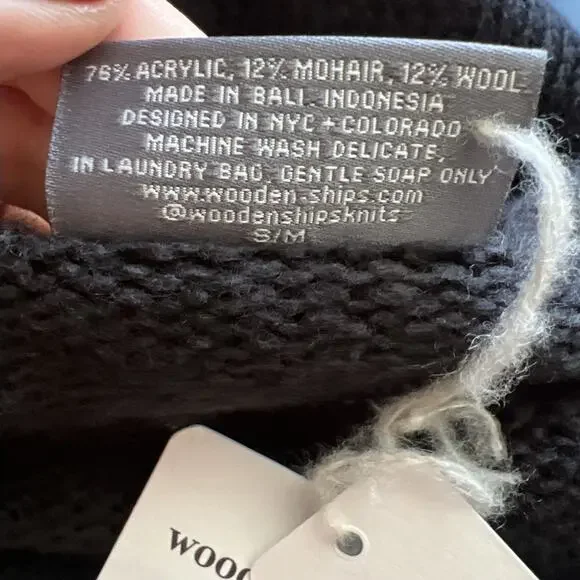 76% ACRYLIC, 12% MOHAIR, 12% WOOL
MADE IN BALI, INDONESIA
DESIGNED IN NYC + COLORADO
MACHINE WASH DELICATE,
IN LAUNDRY BAG, GENTLE SOAP ONLY
www.wooden-ships.com
@woodenshipsknits
S/M